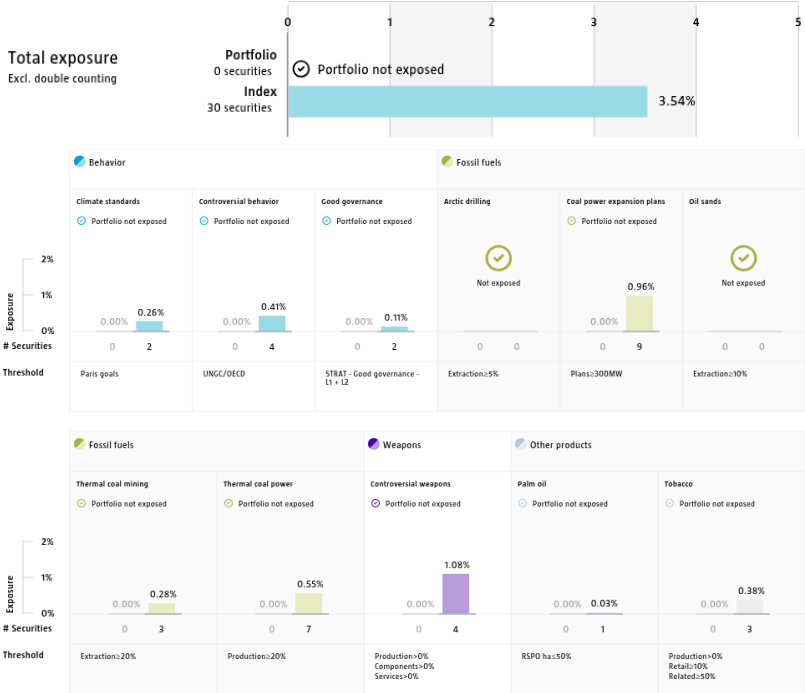 0 1 2 3 4 5
Total exposure
Excl. double counting
Portfolio
0 securities
Portfolio not exposed
Index
30 securities
3.54%
Behavior
Fossil fuels
Climate standards
Controversial behavior
Good governance
Arctic drilling
Coal power expansion plans
Oil sands
Portfolio not exposed
Portfolio not exposed
Portfolio not exposed
Portfolio not exposed
Not exposed
Not exposed
Exposure
2%
1%
0%
0.00% 0.26%
0.00% 0.41%
0.00% 0.11%
0.00% 0.96%
# Securities 0 2 0 4 0 2 0 0 0 9 0 0
Threshold
Paris goals
UNGC/OECD
STRAT - Good governance -
L1 + L2
Extraction≥5%
Plans≥300MW
Extraction≥10%
Fossil fuels
Weapons
Other products
Thermal coal mining
Thermal coal power
Controversial weapons
Palm oil
Tobacco
Portfolio not exposed
Portfolio not exposed
Portfolio not exposed
Portfolio not exposed
Portfolio not exposed
Exposure
2%
1%
0%
0.00% 0.28%
0.00% 0.55%
0.00% 1.08%
0.00% 0.03%
0.00% 0.38%
# Securities 0 3 0 7 0 4 0 1 0 3
Threshold
Extraction≥20%
Production≥20%
Production>0%
Components>0%
Services>0%
RSPO ha≤50%
Production>0%
Retail≥10%
Related≥50%